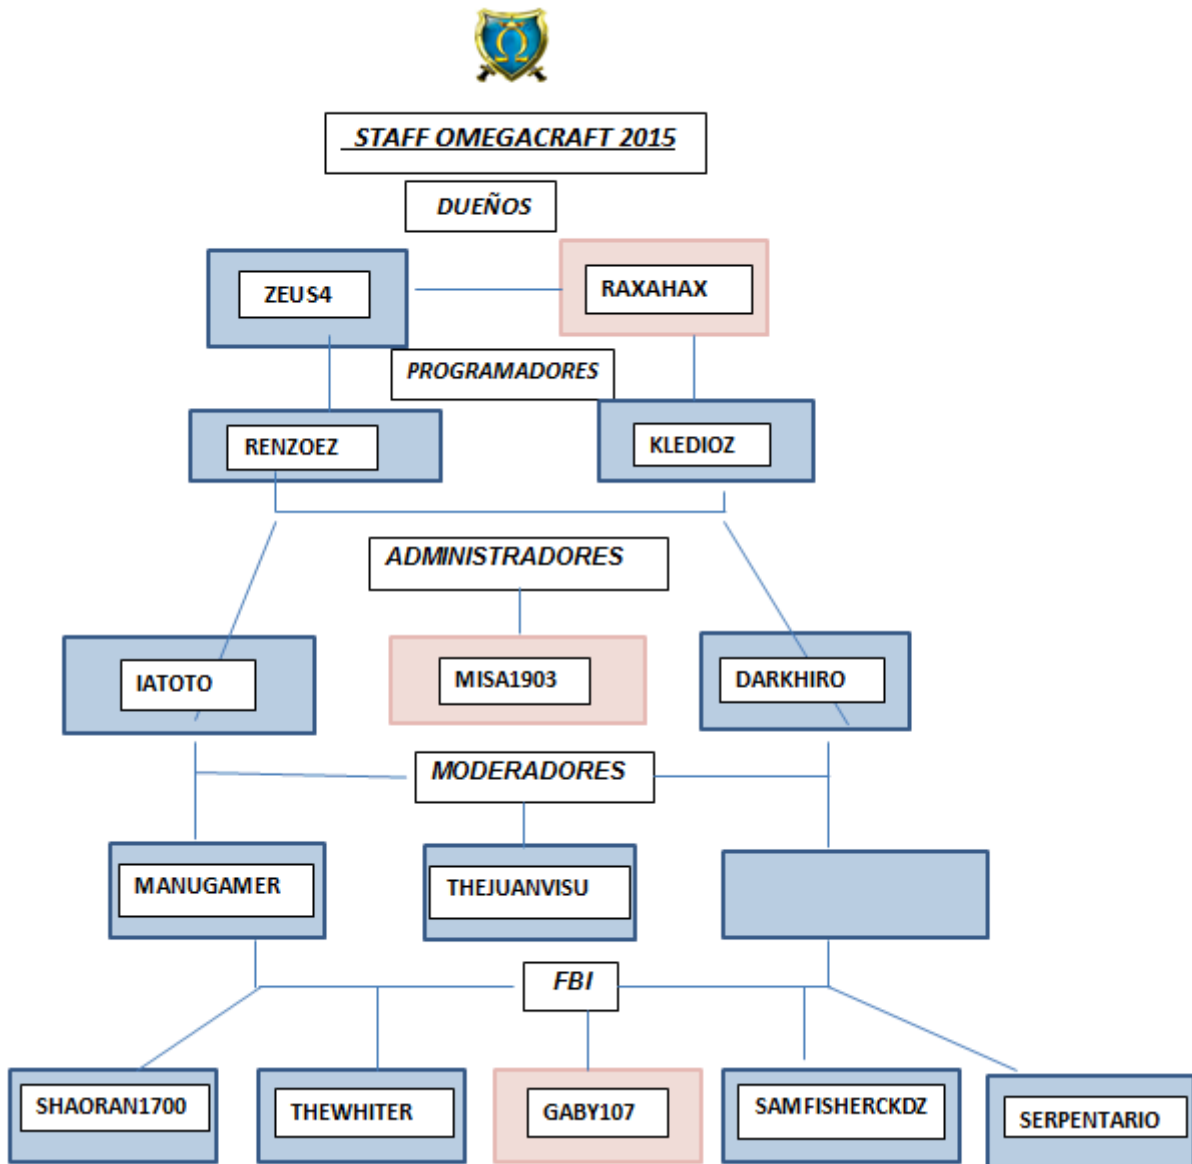 STAFF OMEGACRAFT 2015
DUEÑOS
ZEUS4
RAXAHAX
PROGRAMADORES
RENZOEZ
KLEDIOZ
ADMINISTRADORES
IATOTO
MISA1903
DARKHIRO
MODERADORES
MANUGAMER
THEJUANVISU
FBI
SHAORAN1700
THEWHITER
GABY107
SAMFISHERCKDZ
SERPENTARIO